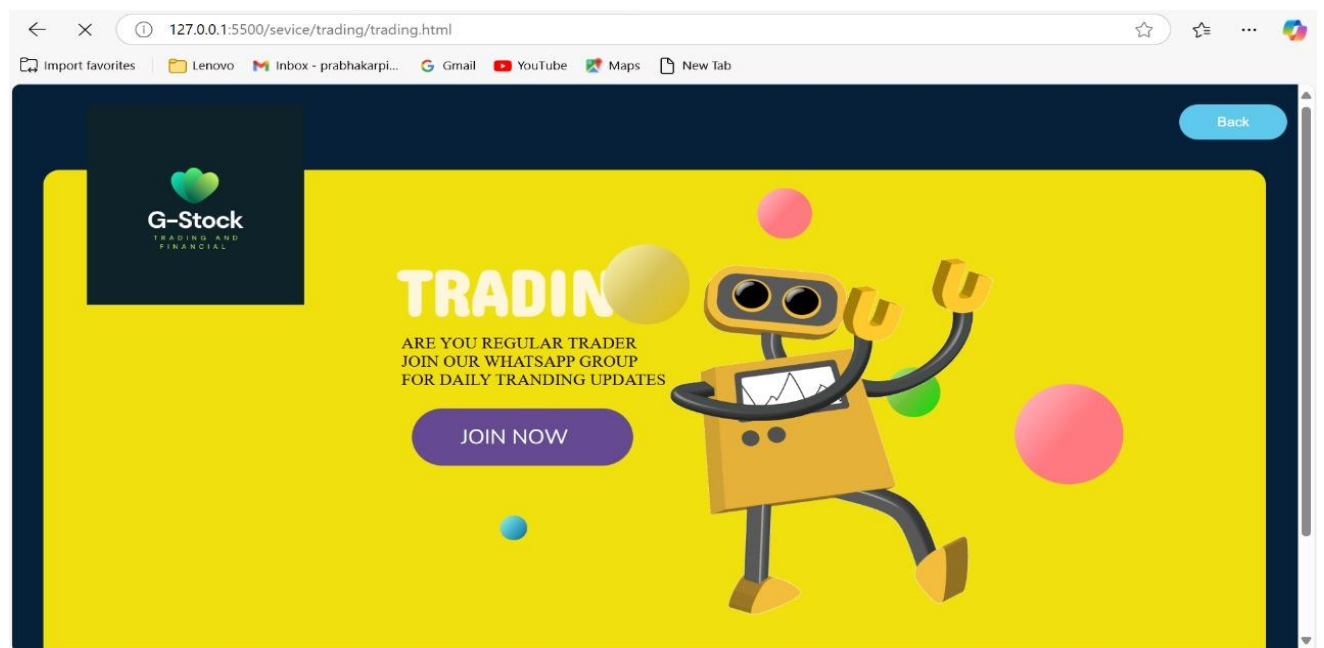 127.0.0.1:5500/sevice/trading/trading.html
Import favorites Lenovo Inbox - prabhakarpi... Gmail YouTube Maps New Tab
Back
G-Stock
TRADING AND
FINANCIAL
TRADIN
ARE YOU REGULAR TRADER
JOIN OUR WHATSAPP GROUP
FOR DAILY TRANDING UPDATES
JOIN NOW